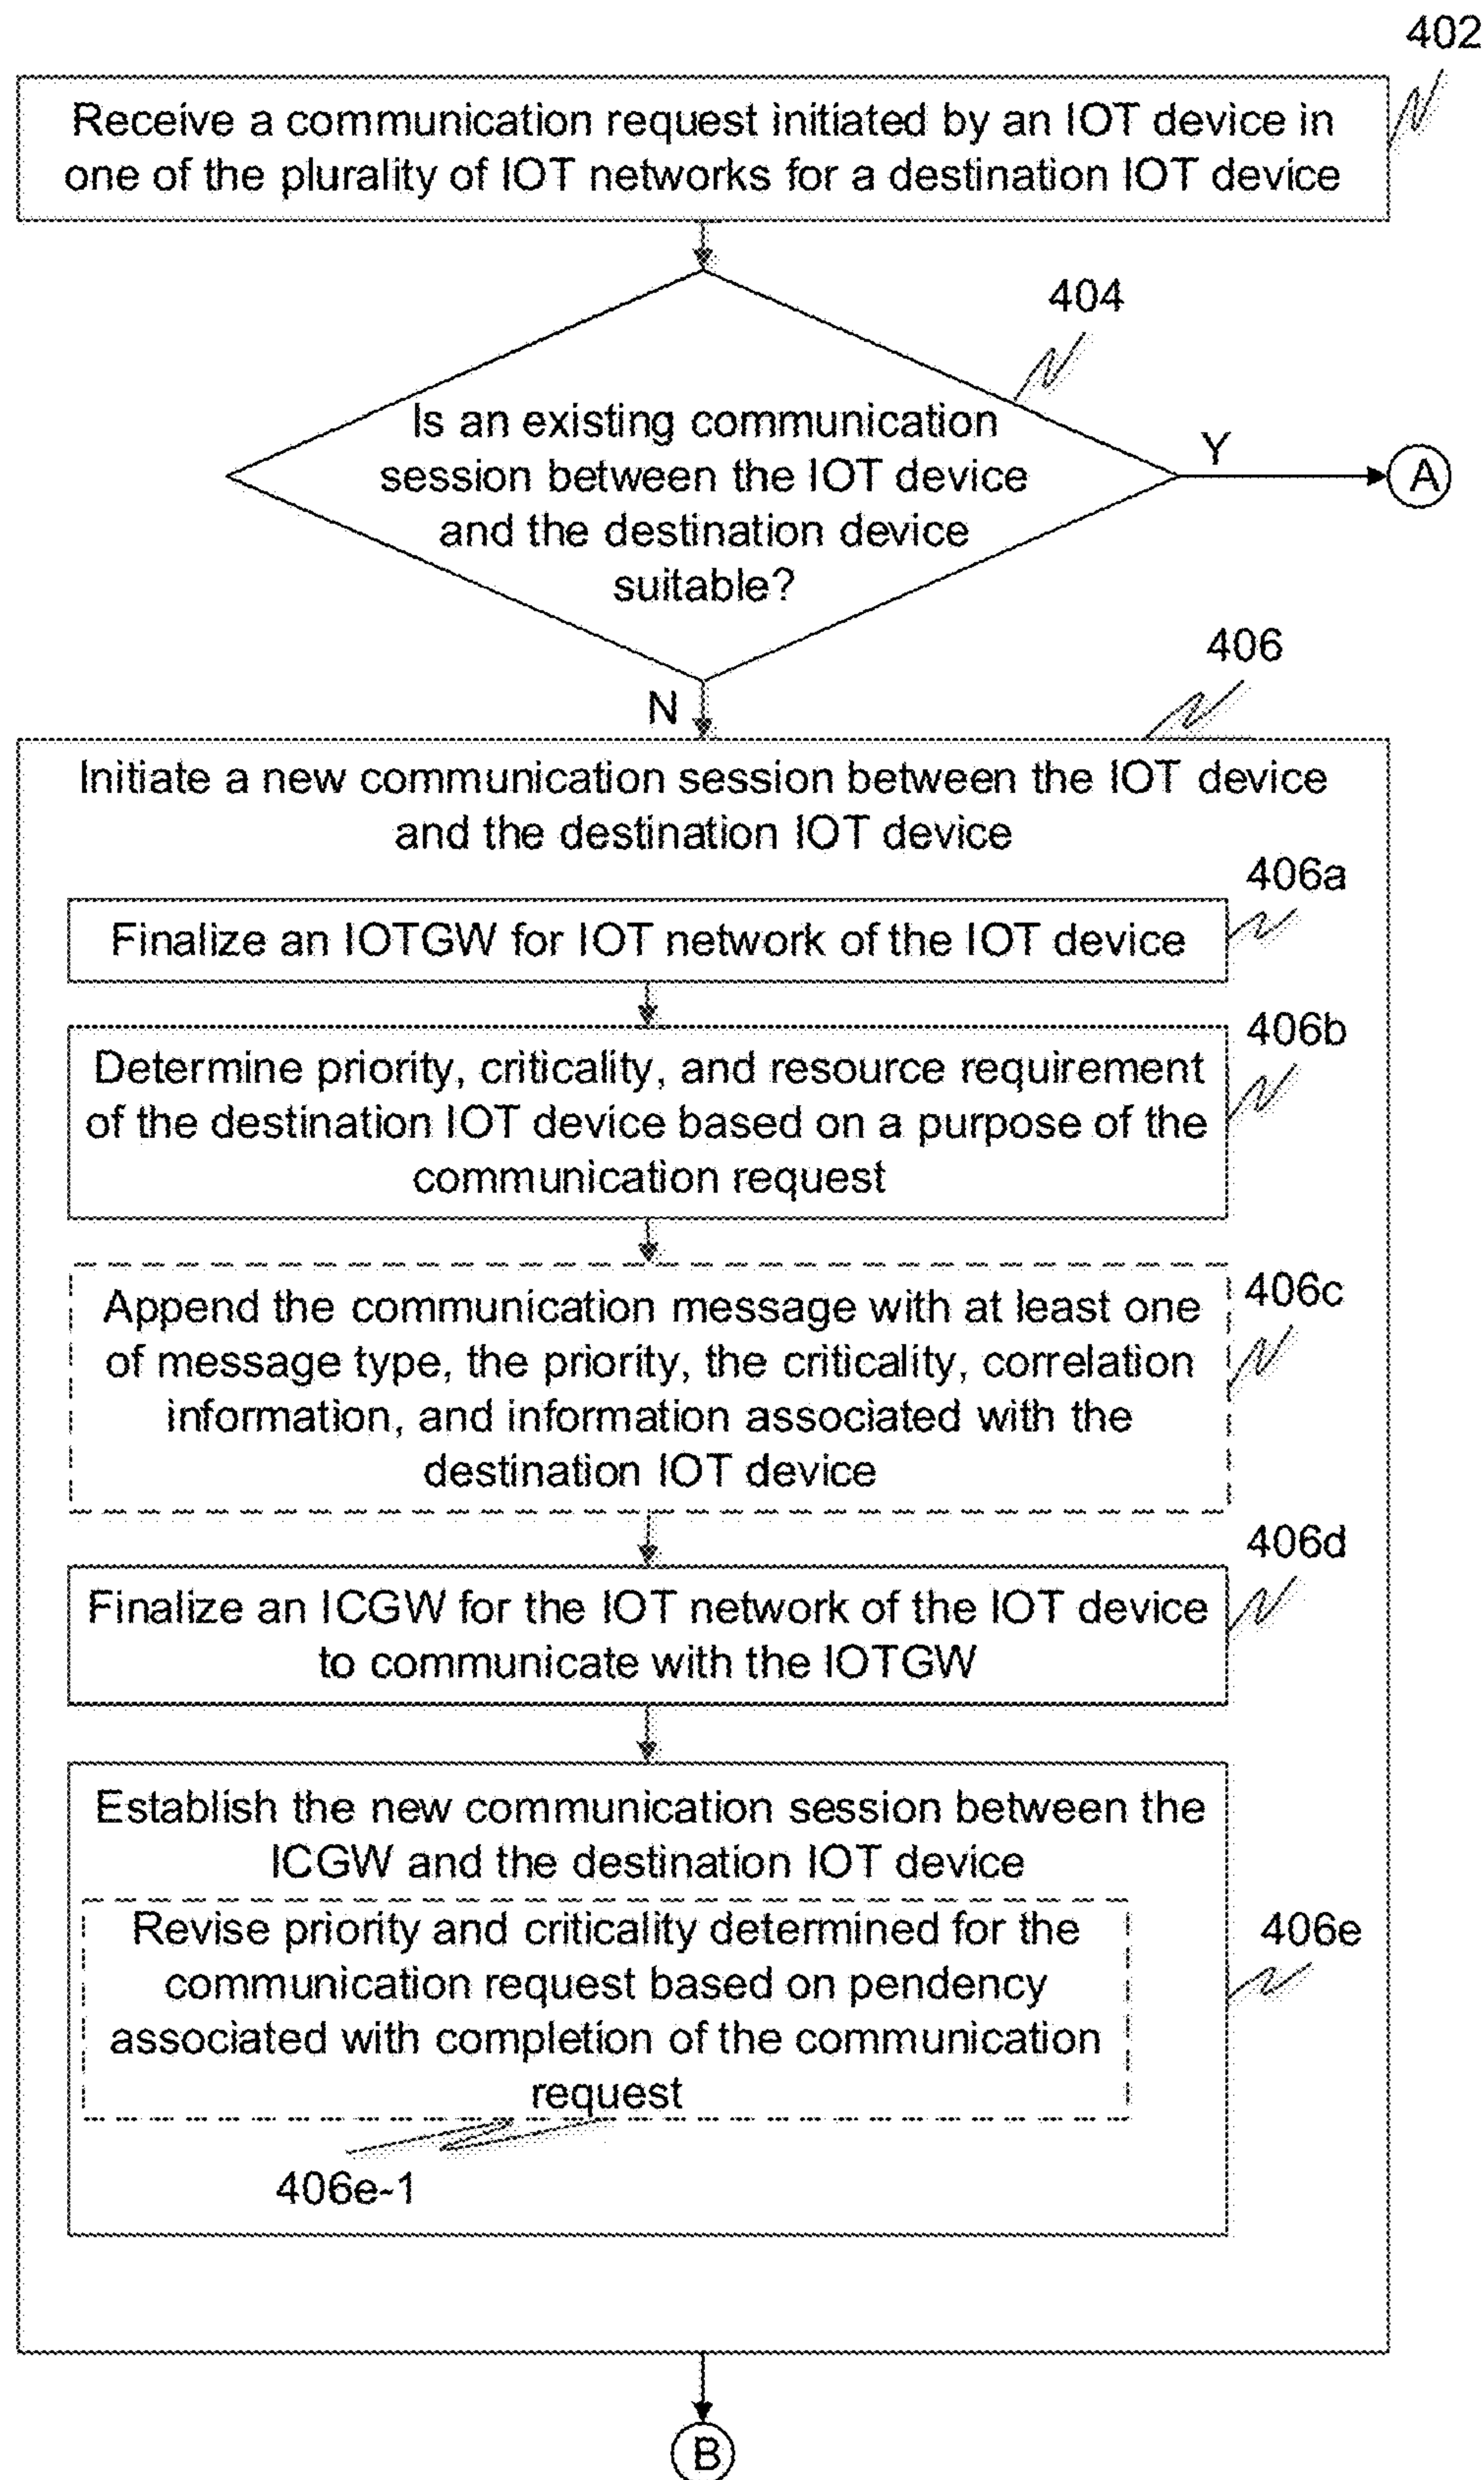 402
Receive a communication request initiated by an IOT device in
one of the plurality of IOT networks for a destination IOT device
404
Is an existing communication
session between the IOT device
and the destination device
suitable?
Y
A
N
406
Initiate a new communication session between the IOT device
and the destination IOT device
406a
Finalize an IOTGW for IOT network of the IOT device
406b
Determine priority, criticality, and resource requirement
of the destination IOT device based on a purpose of the
communication request
406c
Append the communication message with at least one
of message type, the priority, the criticality, correlation
information, and information associated with the
destination IOT device
406d
Finalize an ICGW for the IOT network of the IOT device
to communicate with the IOTGW
Establish the new communication session between the
ICGW and the destination IOT device
406e
Revise priority and criticality determined for the
communication request based on pendency
associated with completion of the communication
request
406e-1
B